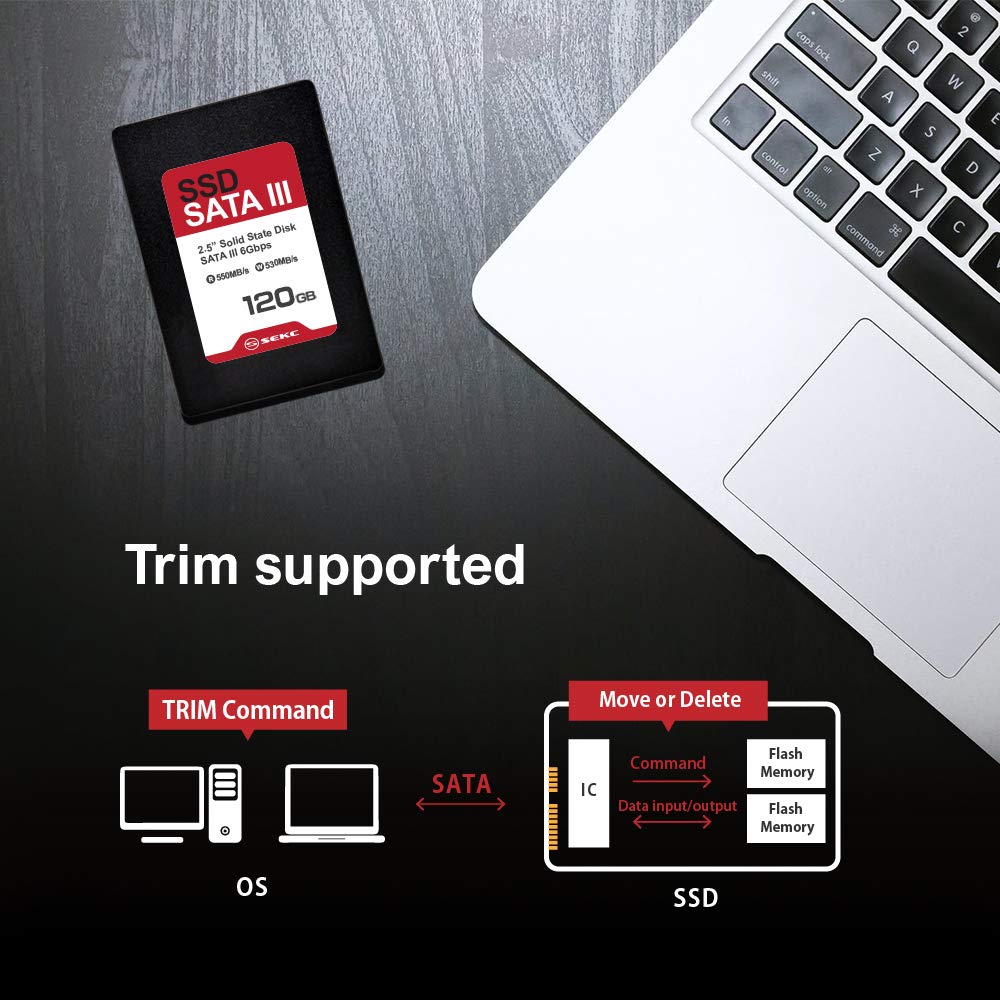 SSD
SATA III
2.5” Solid State Disk
SATA III 6Gbps
R 550MB/s W 530MB/s
120GB
S SEKC
@
2
caps lock
Q
W
shift
A
S
D
fn
Z
X
control
alt
option
⌘
command
Trim supported
TRIM Command
SATA
OS
Move or Delete
IC
Command
Data input/output
Flash
Memory
Flash
Memory
SSD